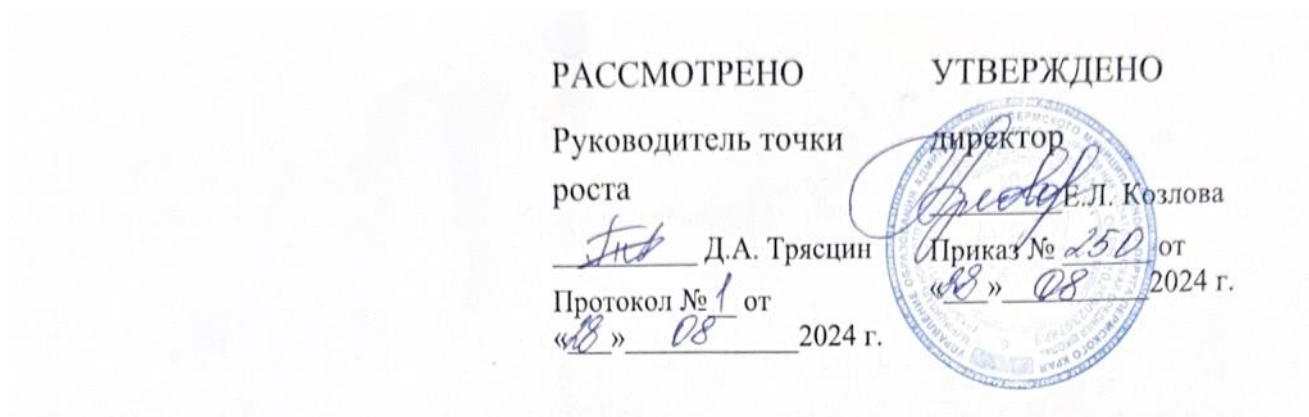 РАССМОТРЕНО
Руководитель точки
роста
Д.А. Трясцин
Протокол № 1 от
«28» 08 2024 г.
УТВЕРЖДЕНО
директор
Е.Л. Козлова
Приказ № 250 от
«28» 08 2024 г.